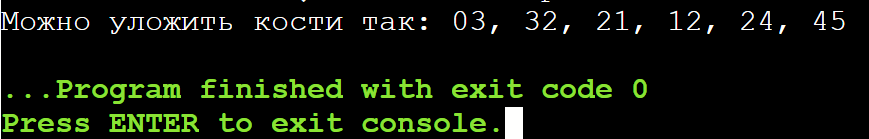 Можно уложить кости так: 03, 32, 21, 12, 24, 45
...Program finished with exit code 0
Press ENTER to exit console.